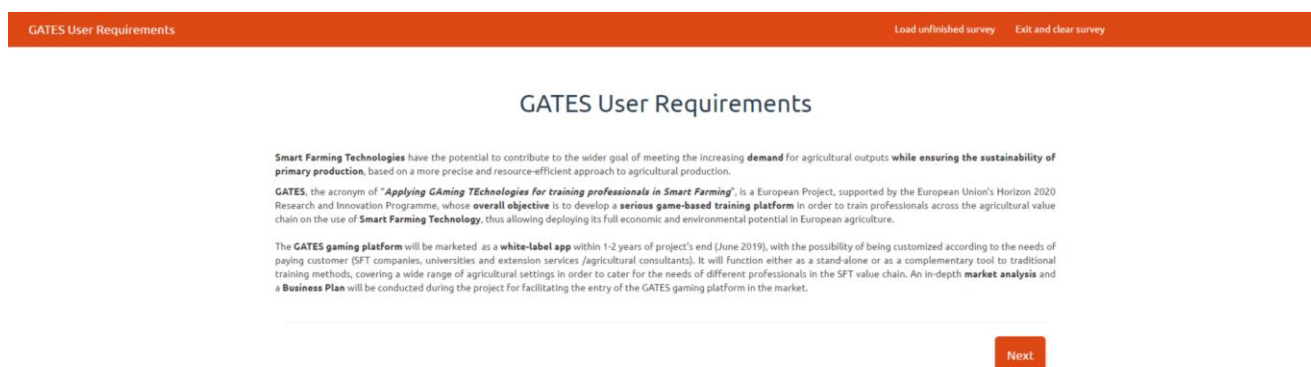 GATES User Requirements
Load unfinished survey
Exit and clear survey
GATES User Requirements
Smart Farming Technologies have the potential to contribute to the wider goal of meeting the increasing demand for agricultural outputs while ensuring the sustainability of
primary production, based on a more precise and resource-efficient approach to agricultural production.
GATES, the acronym of "Applying GAming TEchnologies for training professionals in Smart Farming", is a European Project, supported by the European Union's Horizon 2020
Research and Innovation Programme, whose overall objective is to develop a serious game-based training platform in order to train professionals across the agricultural value
chain on the use of Smart Farming Technology, thus allowing deploying its full economic and environmental potential in European agriculture.
The GATES gaming platform will be marketed as a white-label app within 1-2 years of project's end (June 2019), with the possibility of being customized according to the needs of
paying customer (SFT companies, universities and extension services /agricultural consultants). It will function either as a stand-alone or as a complementary tool to traditional
training methods, covering a wide range of agricultural settings in order to cater for the needs of different professionals in the SFT value chain. An in-depth market analysis and
a Business Plan will be conducted during the project for facilitating the entry of the GATES gaming platform in the market.
Next